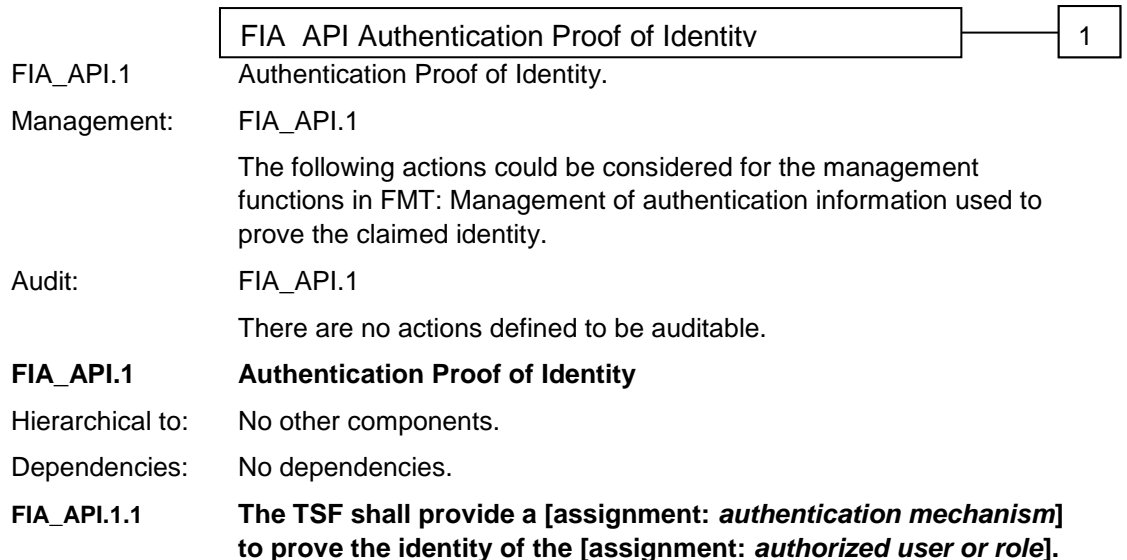 FIA_API Authentication Proof of Identity 1
FIA_API.1 Authentication Proof of Identity.
Management: FIA_API.1
The following actions could be considered for the management
functions in FMT: Management of authentication information used to
prove the claimed identity.
Audit: FIA_API.1
There are no actions defined to be auditable.
FIA_API.1 Authentication Proof of Identity
Hierarchical to: No other components.
Dependencies: No dependencies.
FIA_API.1.1 The TSF shall provide a [assignment: authentication mechanism]
to prove the identity of the [assignment: authorized user or role].